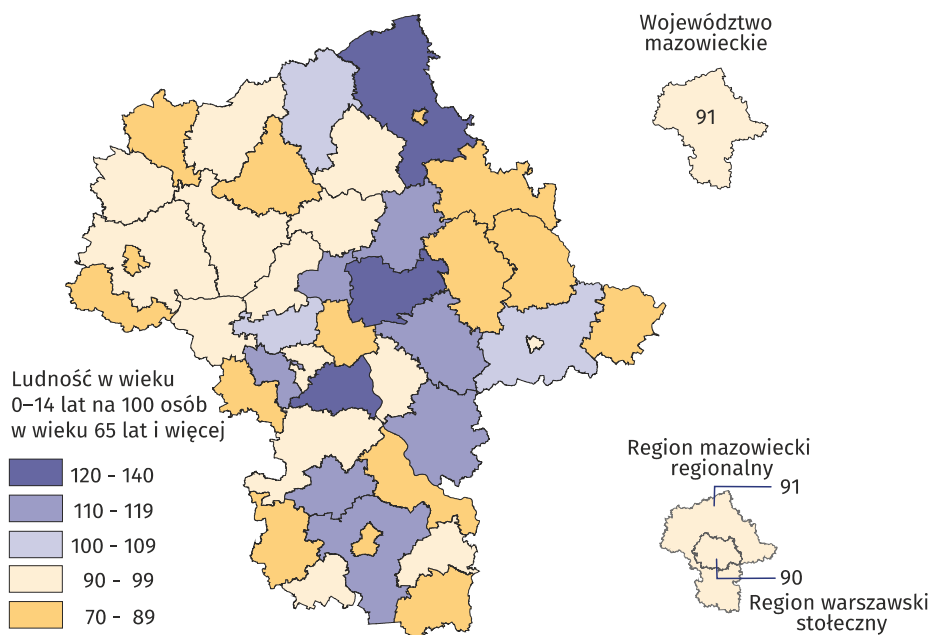 Województwo
mazowieckie
91
Ludność w wieku
0–14 lat na 100 osób
w wieku 65 lat i więcej
120 – 140
110 – 119
100 – 109
90 – 99
70 – 89
Region mazowiecki
regionalny
91
90
Region warszawski
stołeczny